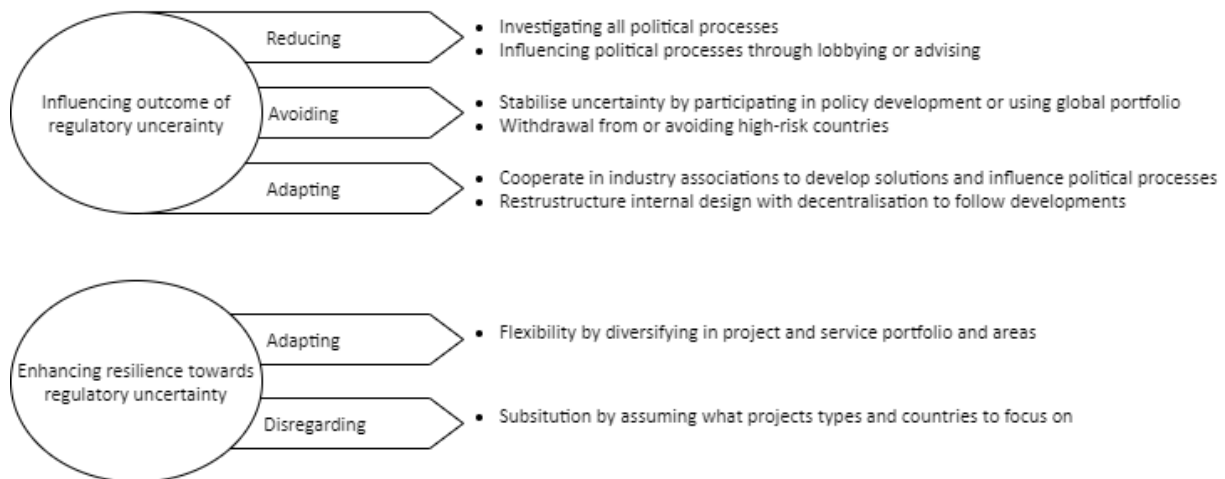 Reducing
• Investigating all political processes
• Influencing political processes through lobbying or advising
Influencing outcome of
regulatory uncerainty
Avoiding
• Stabilise uncertainty by participating in policy development or using global portfolio
• Withdrawal from or avoiding high-risk countries
Adapting
• Cooperate in industry associations to develop solutions and influence political processes
• Restrustructure internal design with decentralisation to follow developments
Enhancing resilience towards
regulatory uncertainty
Adapting
• Flexibility by diversifying in project and service portfolio and areas
Disregarding
• Subsitution by assuming what projects types and countries to focus on